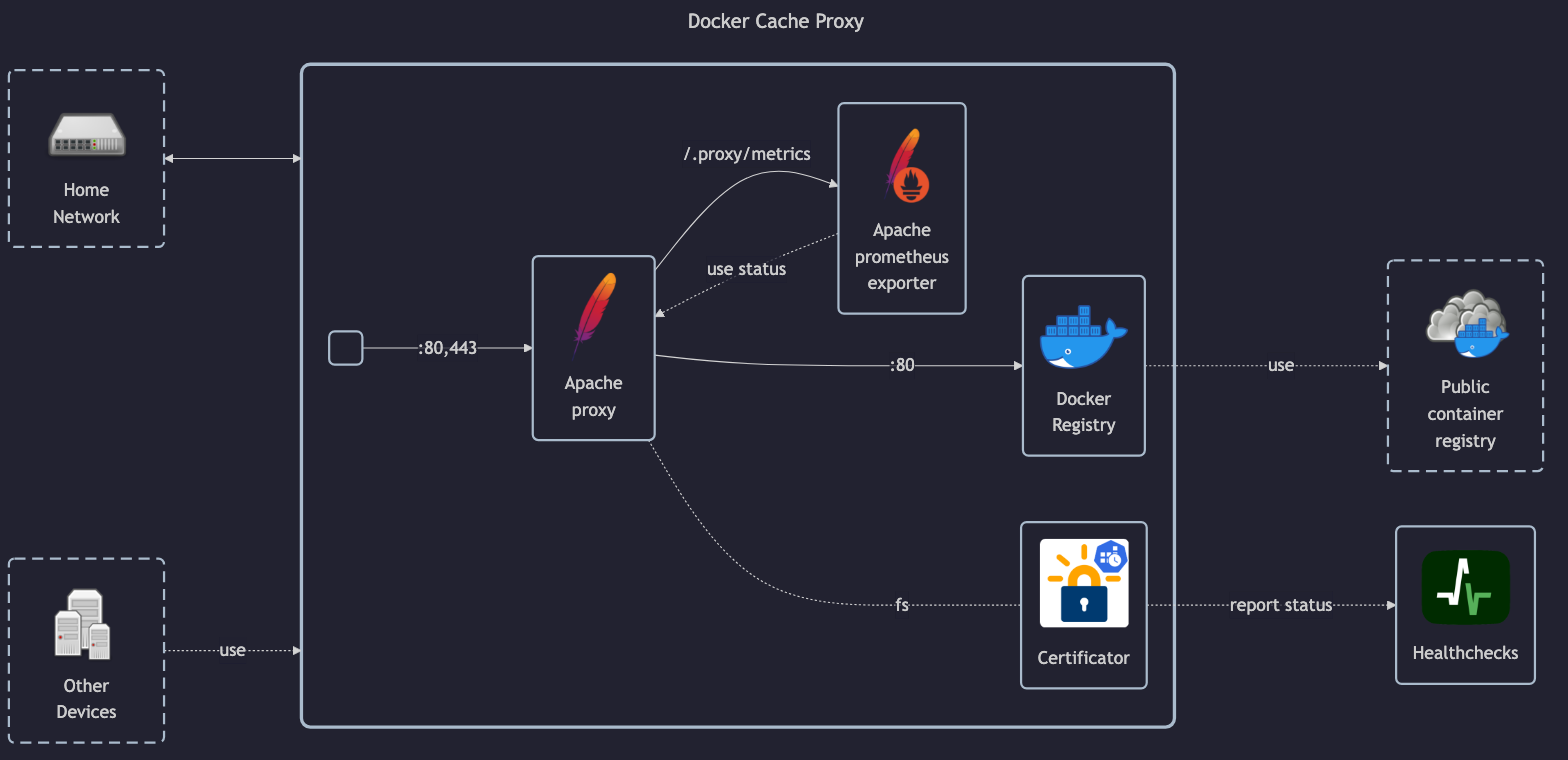 Docker Cache Proxy
Home
Network
/.proxy/metrics
Apache
prometheus
exporter
use status
:80,443
Apache
proxy
:80
Docker
Registry
use
Public
container
registry
fs
Certificator
report status
Healthchecks
use
Other
Devices